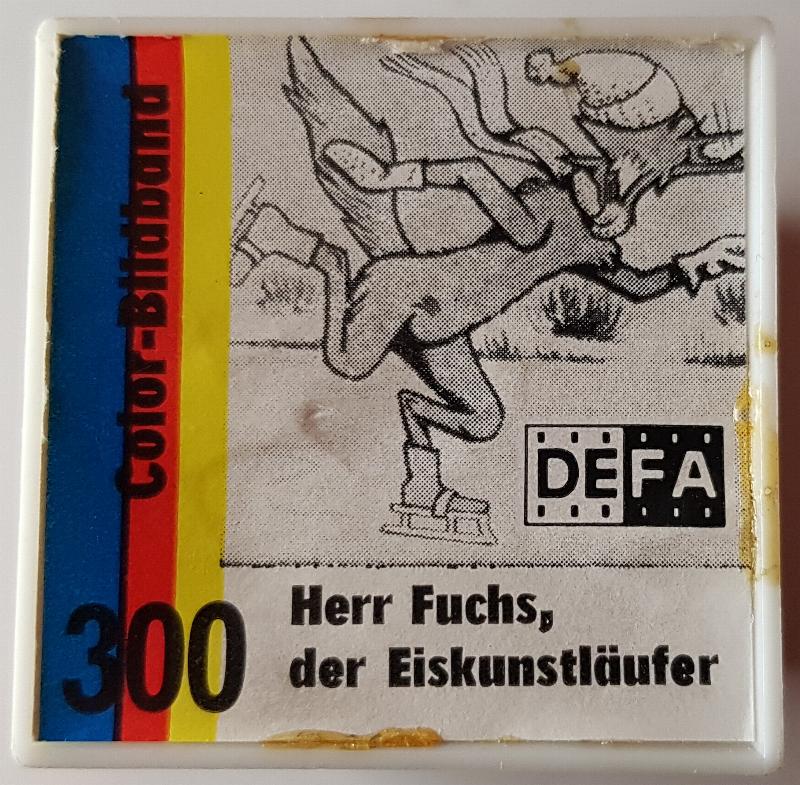 Color-Bildband
DEFA
300
Herr Fuchs,
der Eiskunstläufer